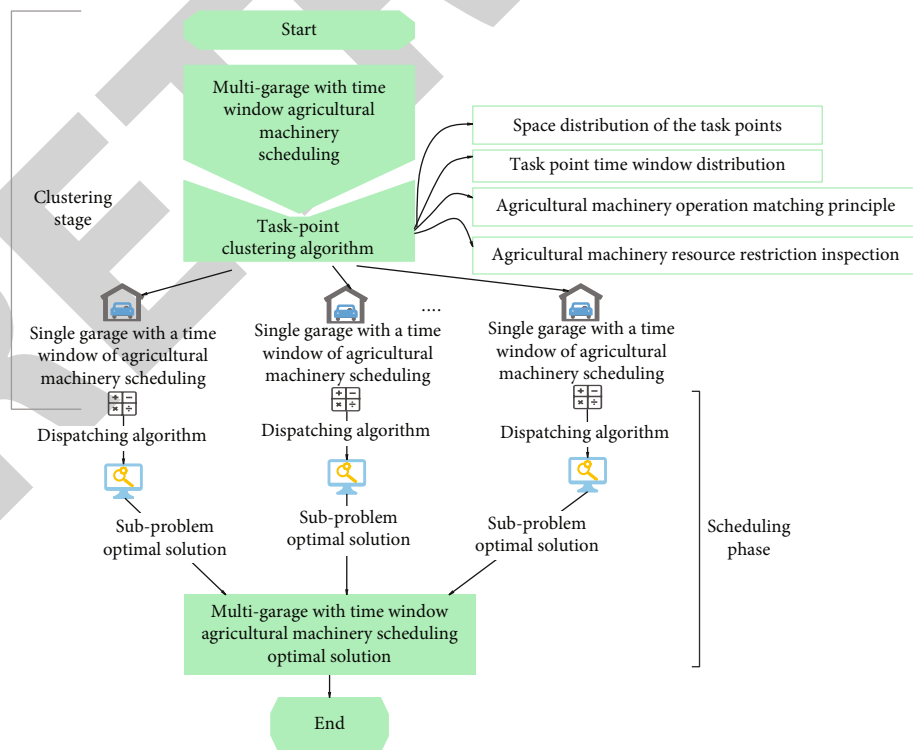 Start
Multi-garage with time
window agricultural
machinery
scheduling
Space distribution of the task points
Task point time window distribution
Agricultural machinery operation matching principle
Agricultural machinery resource restriction inspection
Clustering
stage
Task-point
clustering algorithm
....
Single garage with a time
window of agricultural
machinery scheduling
Single garage with a time
window of agricultural
machinery scheduling
Single garage with a time
window of agricultural
machinery scheduling
Dispatching algorithm
Dispatching algorithm
Dispatching algorithm
Sub-problem
optimal solution
Sub-problem
optimal solution
Sub-problem
optimal solution
Scheduling
phase
Multi-garage with time window
agricultural machinery scheduling
optimal solution
End